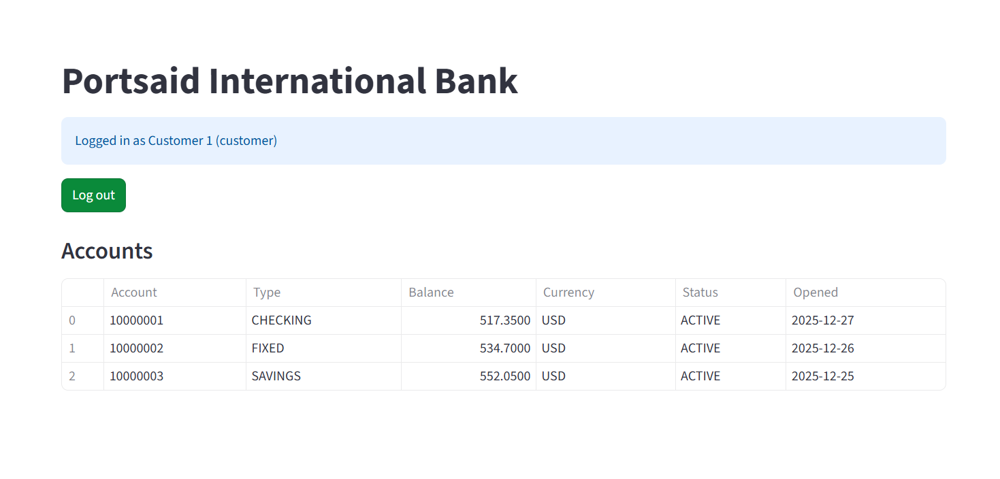 Portsaid International Bank
Logged in as Customer 1 (customer)
Log out
Accounts
Account Type Balance Currency Status Opened
0 10000001 CHECKING 517.3500 USD ACTIVE 2025-12-27
1 10000002 FIXED 534.7000 USD ACTIVE 2025-12-26
2 10000003 SAVINGS 552.0500 USD ACTIVE 2025-12-25